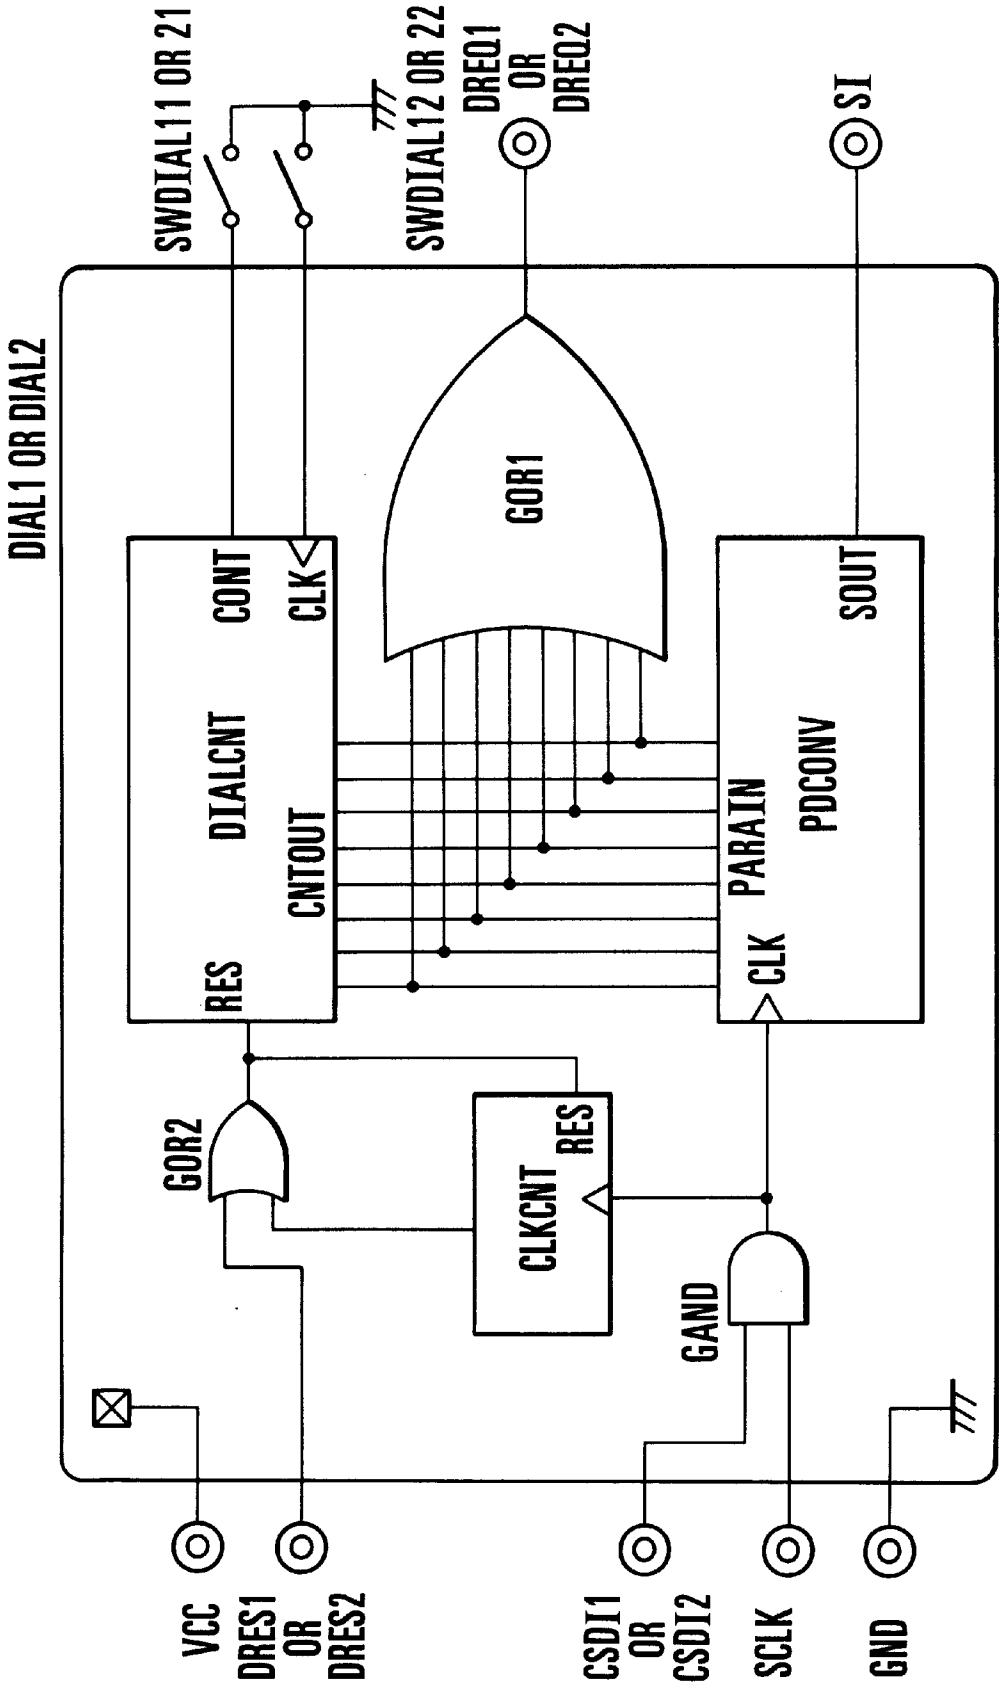 DIAL1 OR DIAL2
SWDIAL11 OR 21
SWDIAL12 OR 22
DREQ1
OR
DREQ2
SI
VCC
DRES1
OR
DRES2
CSDI1
OR
CSDI2
SCLK
GND
GOR2
RES
DIALCNT
CONT
CLK
CNTOUT
GOR1
CLKCNT
RES
GAND
CLK
PARAIN
PDCONV
SOUT